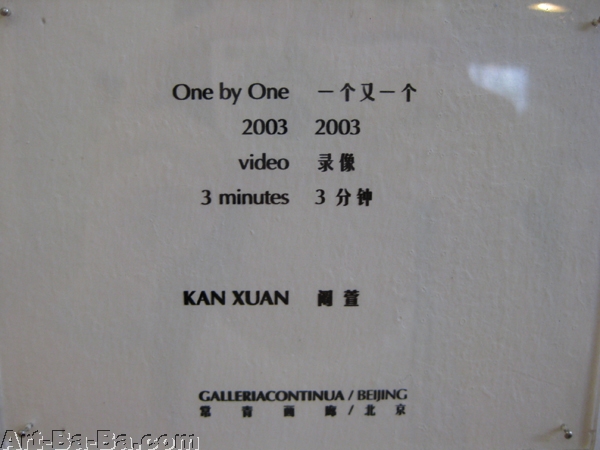 One by One 一个又一个
2003 2003
video 录像
3 minutes 3 分钟
KAN XUAN 阚萱
GALLERIACONTINUA / BEIJING
常青画廊 / 北京
Art-Ba-Ba.com